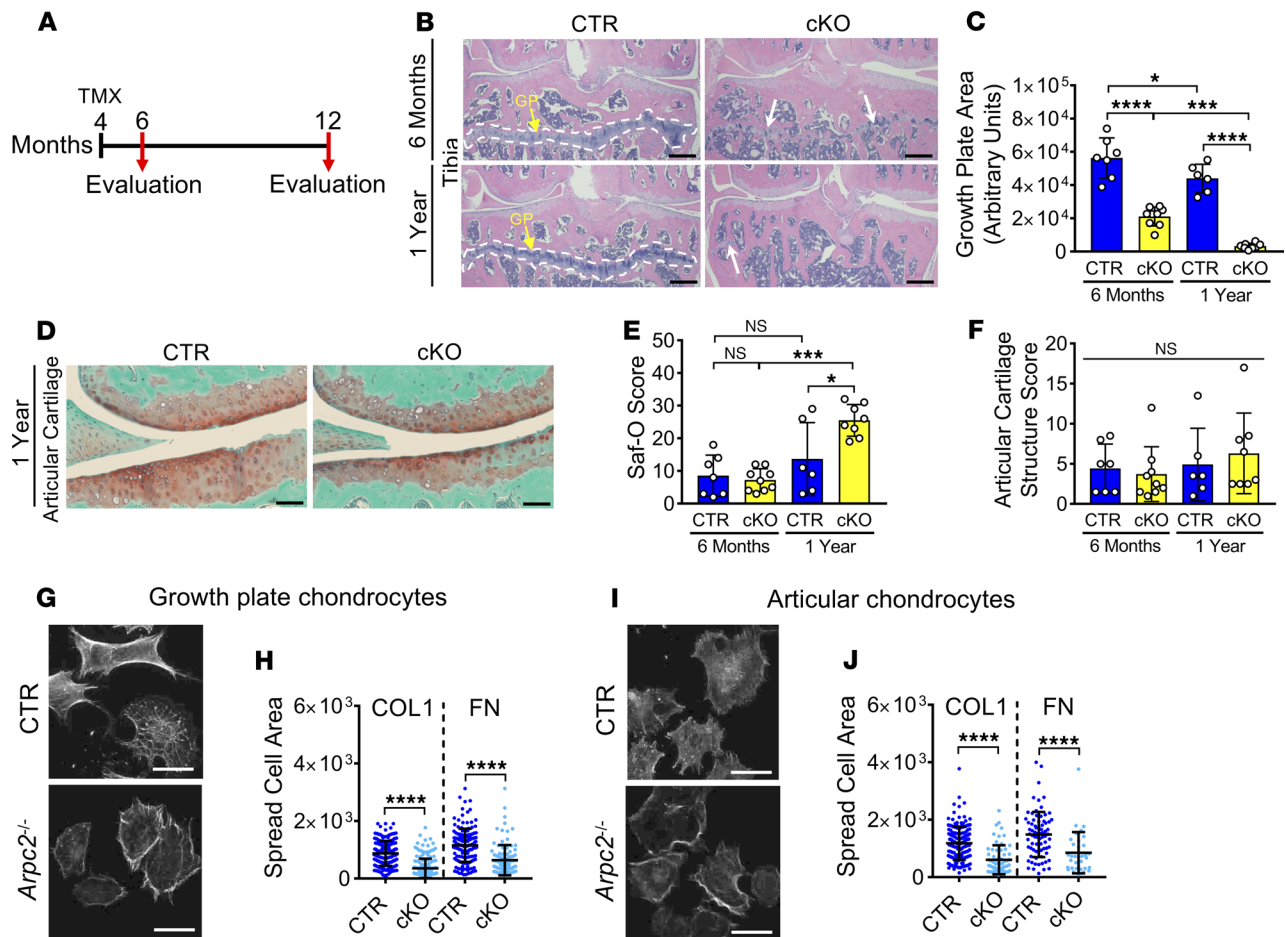 A
TMX
4 6 12
Months
Evaluation Evaluation
B
CTR cKO
Tibia
6 Months
1 Year
GP
GP
C
Growth Plate Area
(Arbitrary Units)
1×10⁵
8×10⁴
6×10⁴
4×10⁴
2×10⁴
0
*
**** ***
****
CTR cKO CTR cKO
6 Months 1 Year
D
CTR cKO
1 Year
Articular Cartilage
E
Saf-O Score
50
40
30
20
10
0
NS
NS ***
*
CTR cKO CTR cKO
6 Months 1 Year
F
Articular Cartilage
Structure Score
20
15
10
5
0
NS
CTR cKO CTR cKO
6 Months 1 Year
G Growth plate chondrocytes
CTR
Arpc2⁻/⁻
H
Spread Cell Area
6×10³
4×10³
2×10³
0
COL1 FN
**** ****
CTR cKO CTR cKO
I Articular chondrocytes
CTR
Arpc2⁻/⁻
J
Spread Cell Area
6×10³
4×10³
2×10³
0
COL1 FN
**** ****
CTR cKO CTR cKO